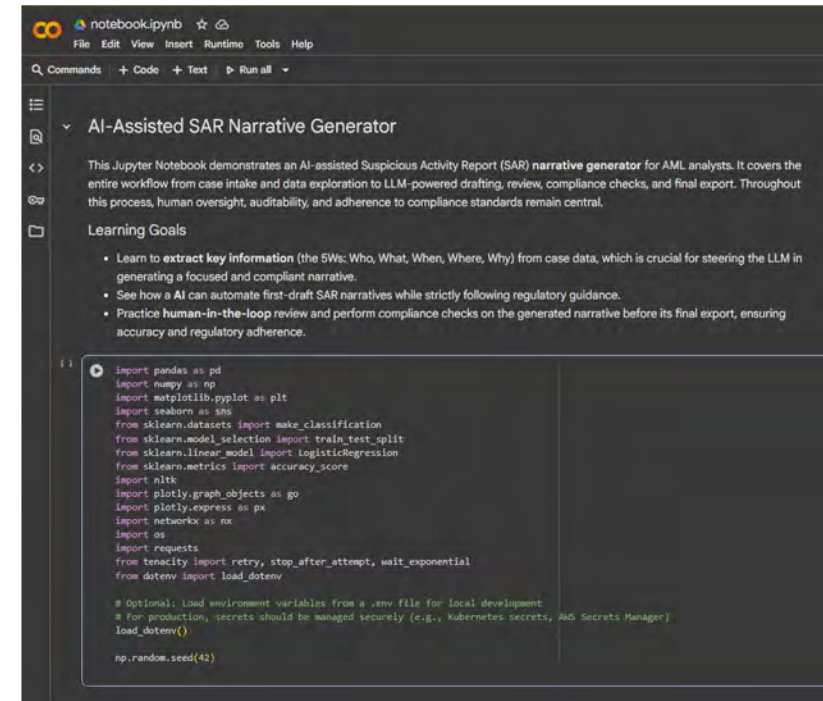 notebook.ipynb
File Edit View Insert Runtime Tools Help
Commands + Code + Text Run all
AI-Assisted SAR Narrative Generator
This Jupyter Notebook demonstrates an AI-assisted Suspicious Activity Report (SAR) narrative generator for AML analysts. It covers the
entire workflow from case intake and data exploration to LLM-powered drafting, review, compliance checks, and final export. Throughout
this process, human oversight, auditability, and adherence to compliance standards remain central.
Learning Goals
• Learn to extract key information (the 5Ws: Who, What, When, Where, Why) from case data, which is crucial for steering the LLM in
generating a focused and compliant narrative.
• See how a AI can automate first-draft SAR narratives while strictly following regulatory guidance.
• Practice human-in-the-loop review and perform compliance checks on the generated narrative before its final export, ensuring
accuracy and regulatory adherence.
[ ]
import pandas as pd
import numpy as np
import matplotlib.pyplot as plt
import seaborn as sns
from sklearn.datasets import make_classification
from sklearn.model_selection import train_test_split
from sklearn.linear_model import LogisticRegression
from sklearn.metrics import accuracy_score
import nltk
import plotly.graph_objects as go
import plotly.express as px
import networkx as nx
import os
import requests
from tenacity import retry, stop_after_attempt, wait_exponential
from dotenv import load_dotenv
# Optional: Load environment variables from a .env file for local development
# For production, secrets should be managed securely (e.g., Kubernetes secrets, AWS Secrets Manager)
load_dotenv()
np.random.seed(42)